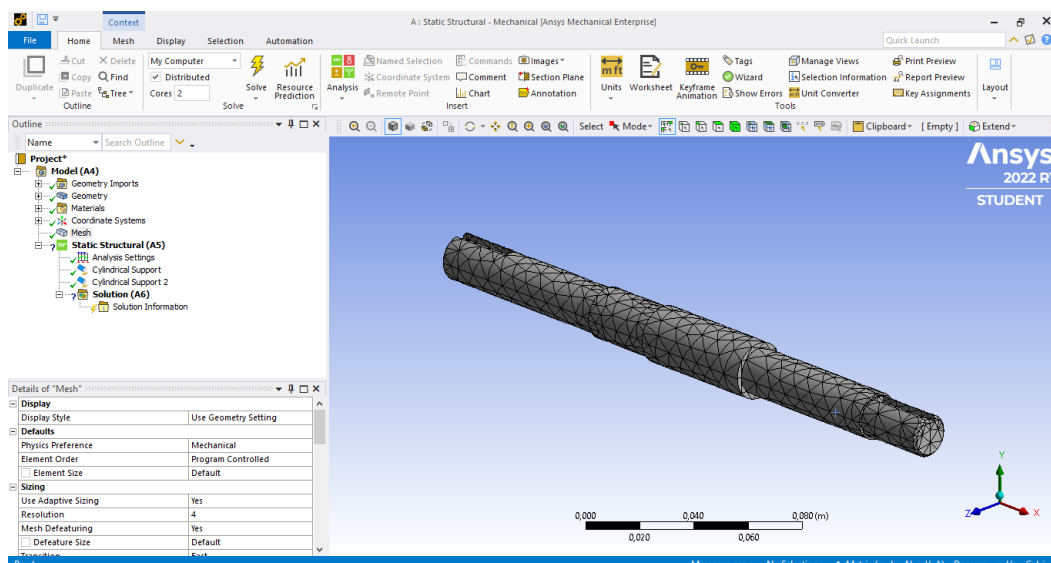 Context
A : Static Structural - Mechanical [Ansys Mechanical Enterprise]
File Home Mesh Display Selection Automation
Quick Launch
Duplicate
Cut
Copy
Paste
Delete
Find
Tree
Outline
My Computer
Distributed
Cores 2
Solve
Resource Prediction
Solve
Analysis
Named Selection
Coordinate System
Remote Point
Commands
Comment
Chart
Images
Section Plane
Annotation
Insert
Units
Worksheet
Keyframe Animation
Tags
Wizard
Show Errors
Manage Views
Selection Information
Unit Converter
Print Preview
Report Preview
Key Assignments
Tools
Layout
Outline
Name Search Outline
Select Mode Clipboard [ Empty ] Extend
Project*
Model (A4)
Geometry Imports
Geometry
Materials
Coordinate Systems
Mesh
Static Structural (A5)
Analysis Settings
Cylindrical Support
Cylindrical Support 2
Solution (A6)
Solution Information
Ansys
2022 R
STUDENT
Details of "Mesh"
Display
Display Style Use Geometry Setting
Defaults
Physics Preference Mechanical
Element Order Program Controlled
Element Size Default
Sizing
Use Adaptive Sizing Yes
Resolution 4
Mesh Defeaturing Yes
Defeature Size Default
0,000 0,040 0,080 (m)
0,020 0,060
Y
Z X